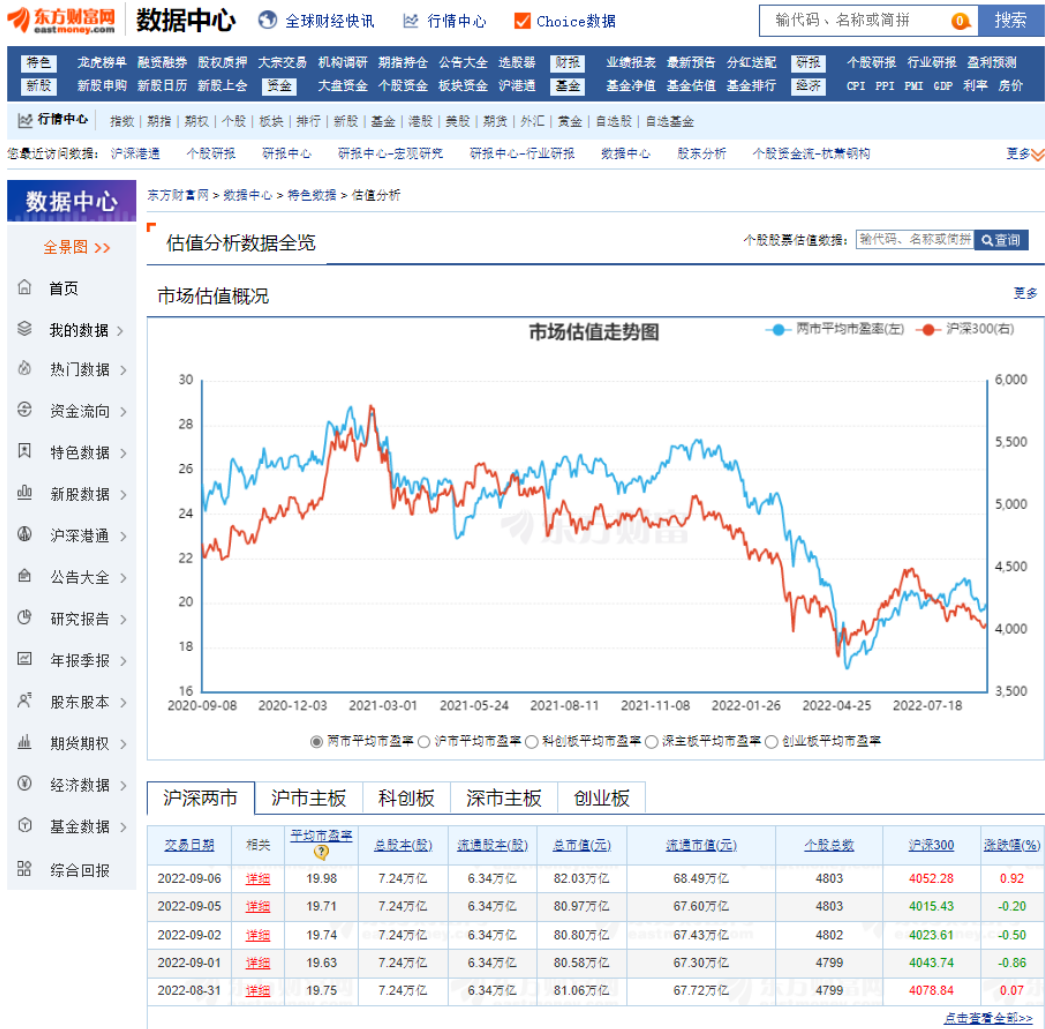 东方财富网 eastmoney.com 数据中心 全球财经快讯 行情中心 Choice数据 输代码、名称或简拼 搜索
特色 龙虎榜单 融资融券 股权质押 大宗交易 机构调研 期指持仓 公告大全 选股器 财报 业绩报表 最新预告 分红送配 研报 个股研报 行业研报 盈利预测
新股 新股申购 新股日历 新股上会 资金 大盘资金 个股资金 板块资金 沪港通 基金 基金净值 基金估值 基金排行 经济 CPI PPI PMI GDP 利率 房价
行情中心 指数 | 期指 | 期权 | 个股 | 板块 | 排行 | 新股 | 基金 | 港股 | 美股 | 期货 | 外汇 | 黄金 | 自选股 | 自选基金
您最近访问数据: 沪深港通 个股研报 研报中心 研报中心-宏观研究 研报中心-行业研报 数据中心 股东分析 个股资金流-杭萧钢构 更多
数据中心
全景图 >>
首页
我的数据 >
热门数据 >
资金流向 >
特色数据 >
新股数据 >
沪深港通 >
公告大全 >
研究报告 >
年报季报 >
股东股本 >
期货期权 >
经济数据 >
基金数据 >
综合回报
东方财富网 > 数据中心 > 特色数据 > 估值分析
估值分析数据全览 个股股票估值数据: 输代码、名称或简拼 查询
市场估值概况 更多
市场估值走势图 两市平均市盈率(左) 沪深300(右)
30 6,000
28
26 5,500
24 5,000
22 4,500
20
18 4,000
16 3,500
东方财富
2020-09-08 2020-12-03 2021-03-01 2021-05-24 2021-08-11 2021-11-08 2022-01-26 2022-04-25 2022-07-18
两市平均市盈率 沪市平均市盈率 科创板平均市盈率 深主板平均市盈率 创业板平均市盈率
沪深两市 沪市主板 科创板 深市主板 创业板
交易日期 相关 平均市盈率 总股本(股) 流通股本(股) 总市值(元) 流通市值(元) 个股总数 沪深300 涨跌幅(%)
2022-09-06 详细 19.98 7.24万亿 6.34万亿 82.03万亿 68.49万亿 4803 4052.28 0.92
2022-09-05 详细 19.71 7.24万亿 6.34万亿 80.97万亿 67.60万亿 4803 4015.43 -0.20
2022-09-02 详细 19.74 7.24万亿 6.34万亿 80.80万亿 67.43万亿 4802 4023.61 -0.50
2022-09-01 详细 19.63 7.24万亿 6.34万亿 80.58万亿 67.30万亿 4799 4043.74 -0.86
2022-08-31 详细 19.75 7.24万亿 6.34万亿 81.06万亿 67.72万亿 4799 4078.84 0.07
点击查看全部>>